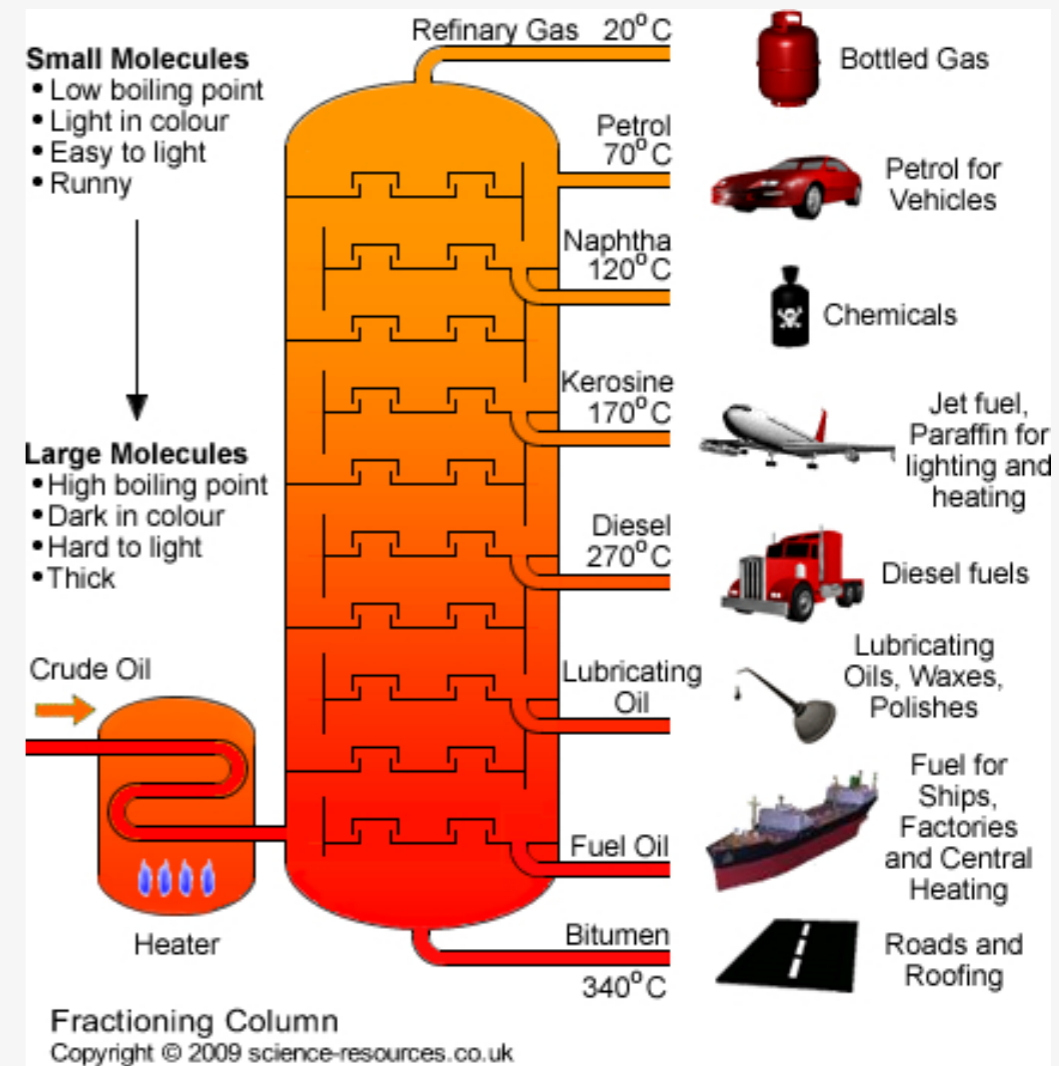 Refinary Gas 20°C
Small Molecules
• Low boiling point
• Light in colour
• Easy to light
• Runny
Large Molecules
• High boiling point
• Dark in colour
• Hard to light
• Thick
Crude Oil
Heater
Petrol
70°C
Naphtha
120°C
Kerosine
170°C
Diesel
270°C
Lubricating
Oil
Fuel Oil
Bitumen
340°C
Bottled Gas
Petrol for
Vehicles
Chemicals
Jet fuel,
Paraffin for
lighting and
heating
Diesel fuels
Lubricating
Oils, Waxes,
Polishes
Fuel for
Ships,
Factories
and Central
Heating
Roads and
Roofing
Fractioning Column
Copyright © 2009 science-resources.co.uk